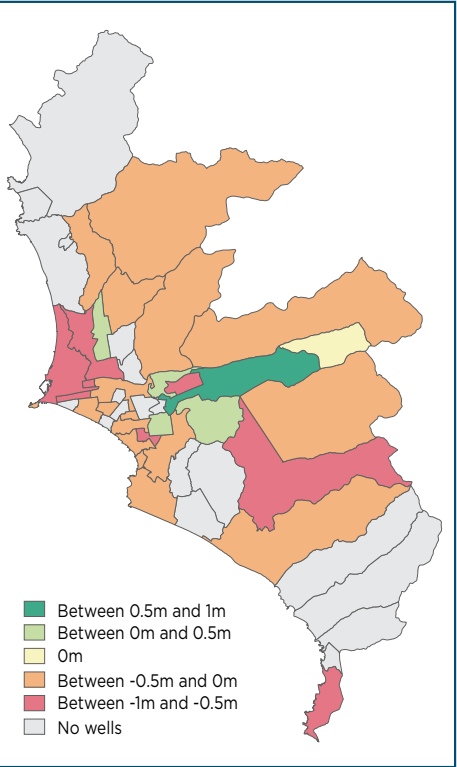 Between 0.5m and 1m
Between 0m and 0.5m
0m
Between -0.5m and 0m
Between -1m and -0.5m
No wells